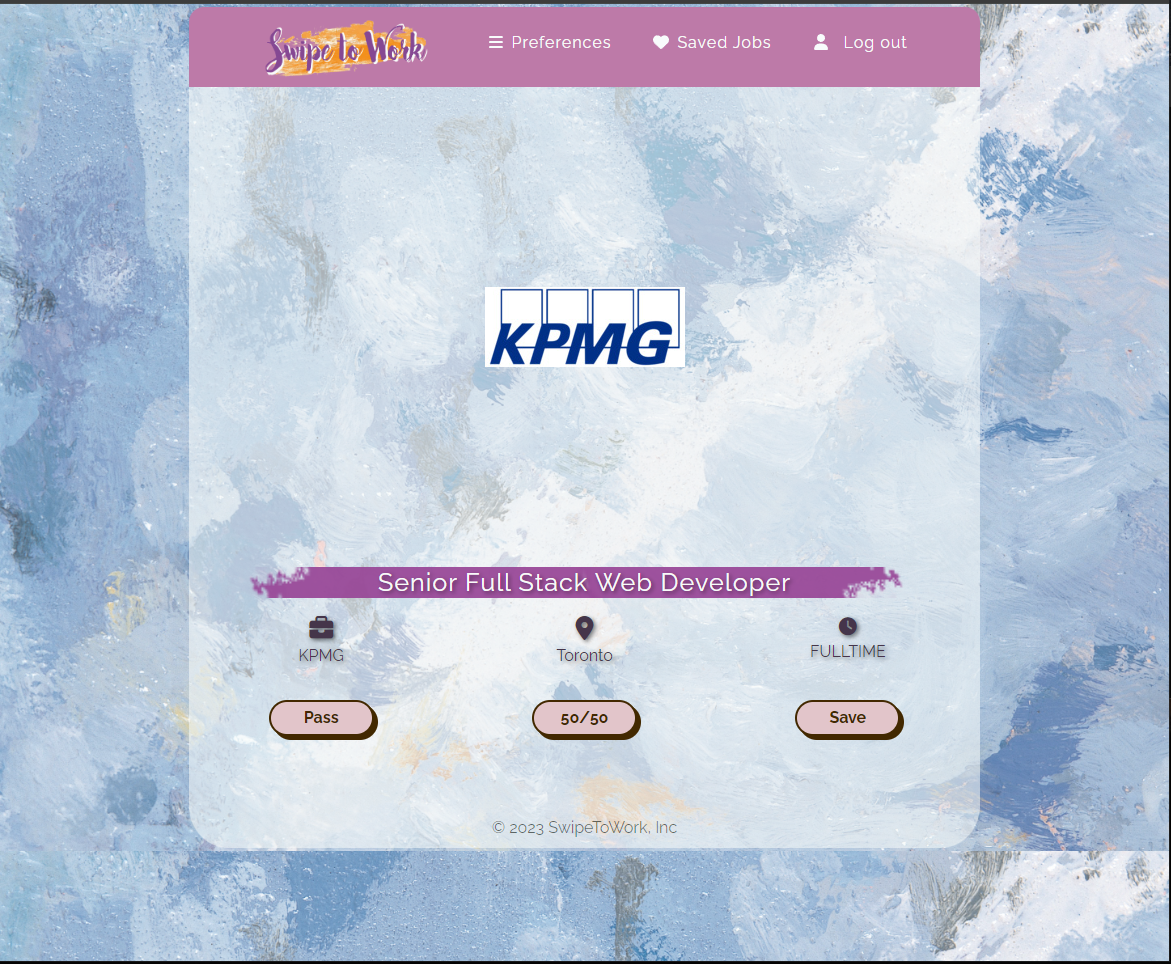 Swipe to Work
Preferences
Saved Jobs
Log out
KPMG
Senior Full Stack Web Developer
KPMG
Toronto
FULLTIME
Pass
50/50
Save
© 2023 SwipeToWork, Inc